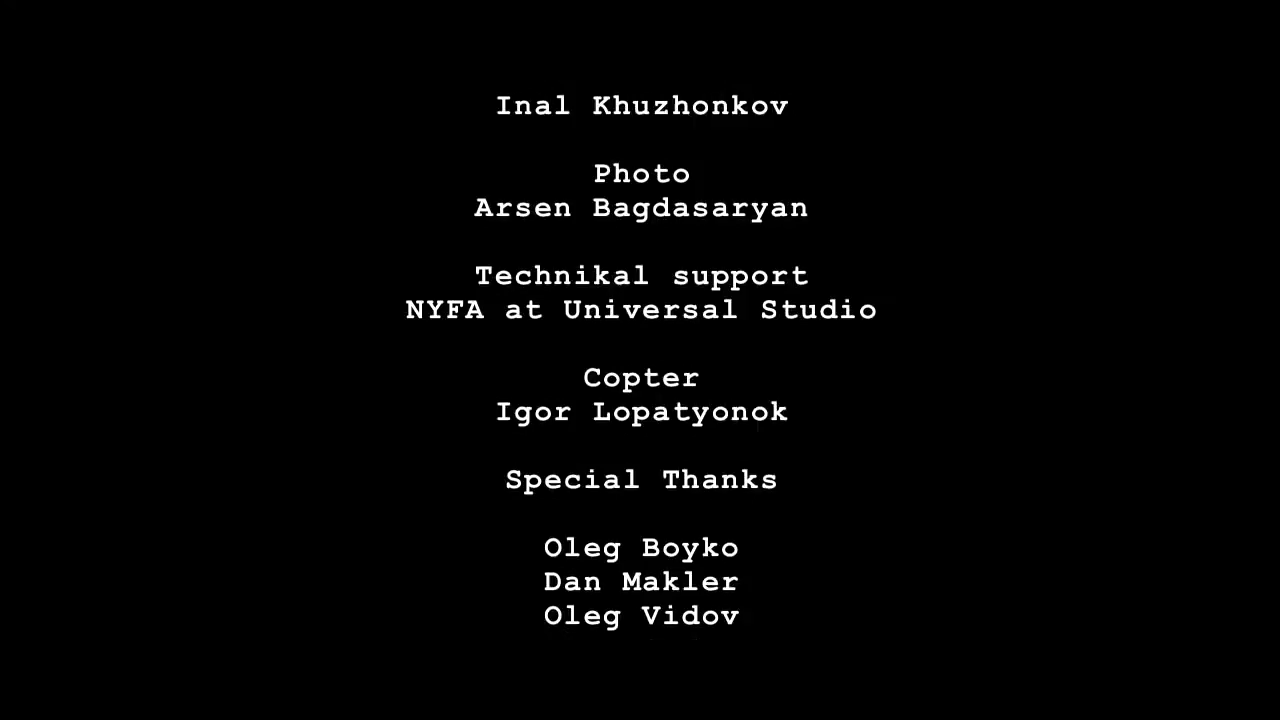 Inal Khuzhonkov
Photo
Arsen Bagdasaryan
Technikal support
NYFA at Universal Studio
Copter
Igor Lopatyonok
Special Thanks
Oleg Boyko
Dan Makler
Oleg Vidov